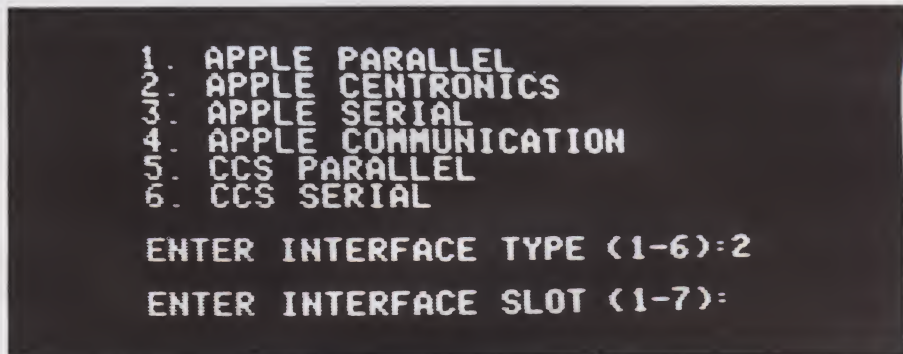 1. APPLE PARALLEL
2. APPLE CENTRONICS
3. APPLE SERIAL
4. APPLE COMMUNICATION
5. CCS PARALLEL
6. CCS SERIAL
ENTER INTERFACE TYPE (1-6):2
ENTER INTERFACE SLOT (1-7):